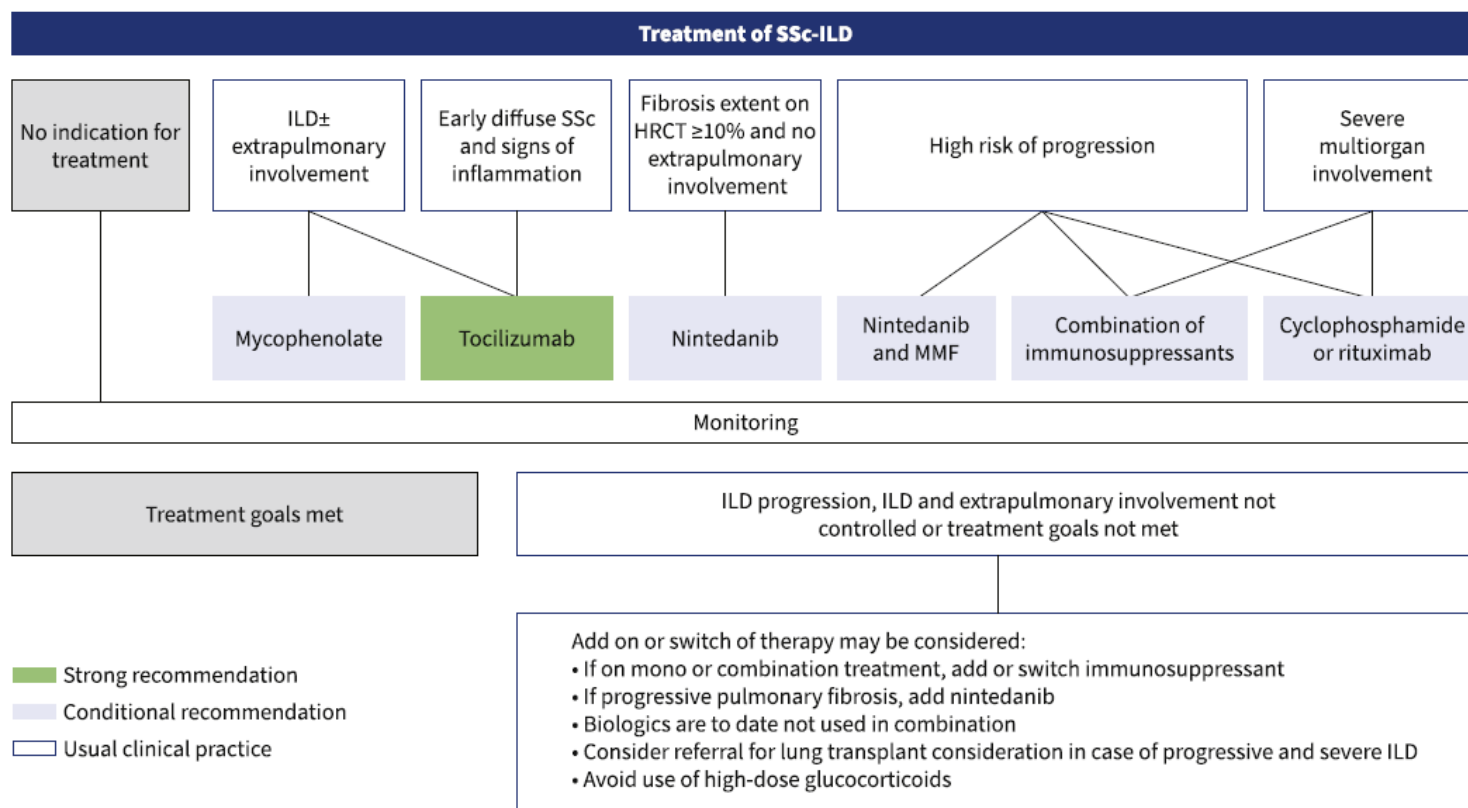 Treatment of SSc-ILD
No indication for
treatment
ILD±
extrapulmonary
involvement
Early diffuse SSc
and signs of
inflammation
Fibrosis extent on
HRCT ≥10% and no
extrapulmonary
involvement
High risk of progression
Severe
multiorgan
involvement
Mycophenolate
Tocilizumab
Nintedanib
Nintedanib
and MMF
Combination of
immunosuppressants
Cyclophosphamide
or rituximab
Monitoring
Treatment goals met
ILD progression, ILD and extrapulmonary involvement not
controlled or treatment goals not met
Add on or switch of therapy may be considered:
• If on mono or combination treatment, add or switch immunosuppressant
• If progressive pulmonary fibrosis, add nintedanib
• Biologics are to date not used in combination
• Consider referral for lung transplant consideration in case of progressive and severe ILD
• Avoid use of high-dose glucocorticoids
Strong recommendation
Conditional recommendation
Usual clinical practice